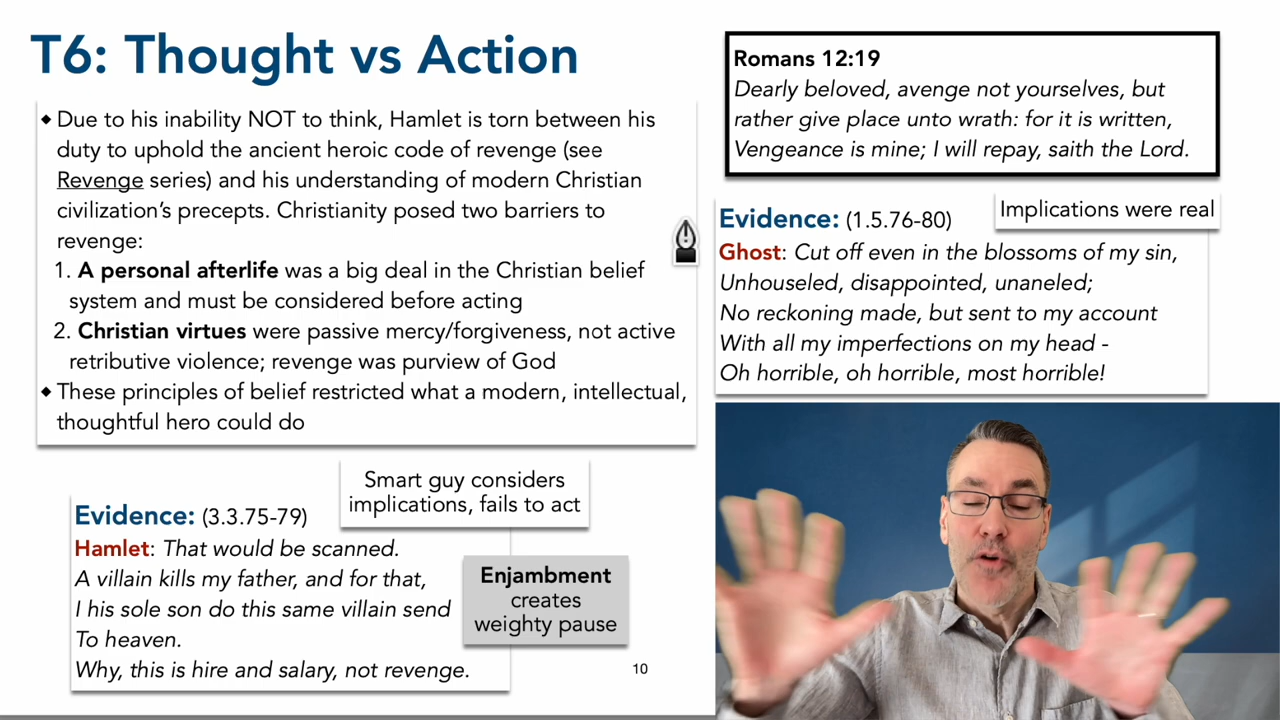 T6: Thought vs Action
◆ Due to his inability NOT to think, Hamlet is torn between his
duty to uphold the ancient heroic code of revenge (see
Revenge series) and his understanding of modern Christian
civilization's precepts. Christianity posed two barriers to
revenge:
1. A personal afterlife was a big deal in the Christian belief
system and must be considered before acting
2. Christian virtues were passive mercy/forgiveness, not active
retributive violence; revenge was purview of God
◆ These principles of belief restricted what a modern, intellectual,
thoughtful hero could do
Smart guy considers
implications, fails to act
Evidence: (3.3.75-79)
Hamlet: That would be scanned.
A villain kills my father, and for that,
I his sole son do this same villain send
To heaven.
Why, this is hire and salary, not revenge.
Enjambment
creates
weighty pause
10
Romans 12:19
Dearly beloved, avenge not yourselves, but
rather give place unto wrath: for it is written,
Vengeance is mine; I will repay, saith the Lord.
Implications were real
Evidence: (1.5.76-80)
Ghost: Cut off even in the blossoms of my sin,
Unhouseled, disappointed, unaneled;
No reckoning made, but sent to my account
With all my imperfections on my head -
Oh horrible, oh horrible, most horrible!